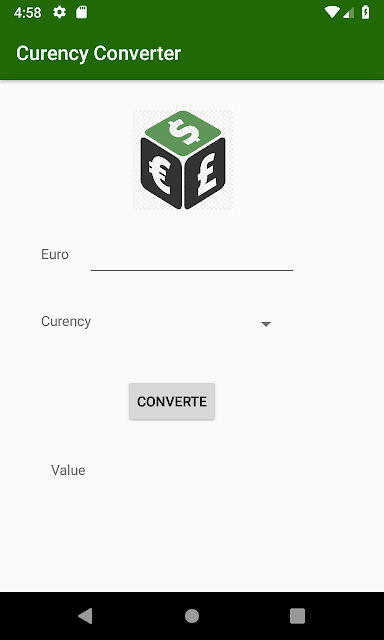 4:58
Curency Converter
$
€ £
Euro
Curency
CONVERTE
Value